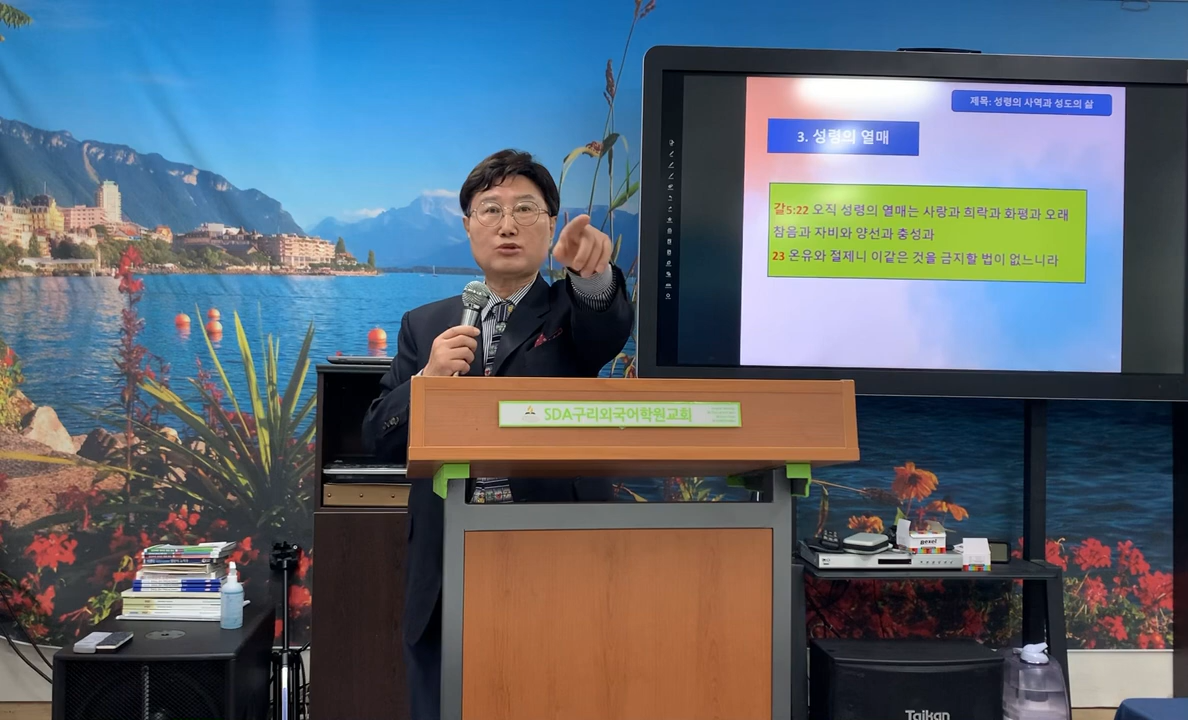 제목: 성령의 사역과 성도의 삶
3. 성령의 열매
갈5:22 오직 성령의 열매는 사랑과 희락과 화평과 오래
참음과 자비와 양선과 충성과
23 온유와 절제니 이같은 것을 금지할 법이 없느니라
SDA구리외국어학원교회
Taikan